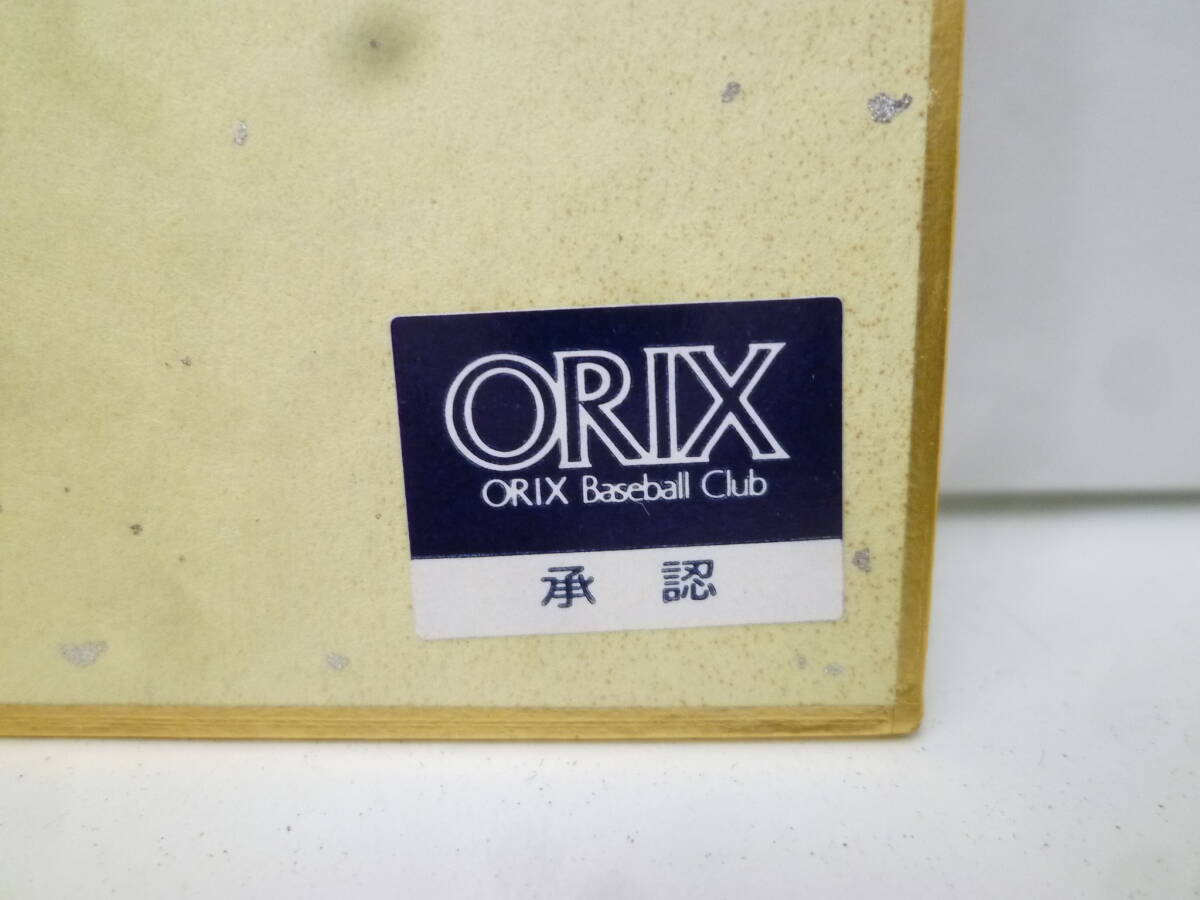 ORIX
ORIX Baseball Club
承 認